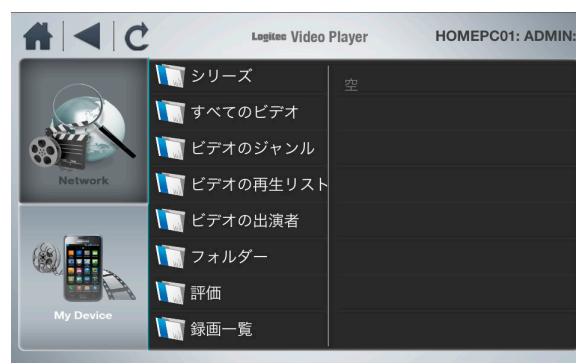 Logitec Video Player
HOMEPC01: ADMIN:
Network
My Device
シリーズ
すべてのビデオ
ビデオのジャンル
ビデオの再生リスト
ビデオの出演者
フォルダー
評価
録画一覧
空